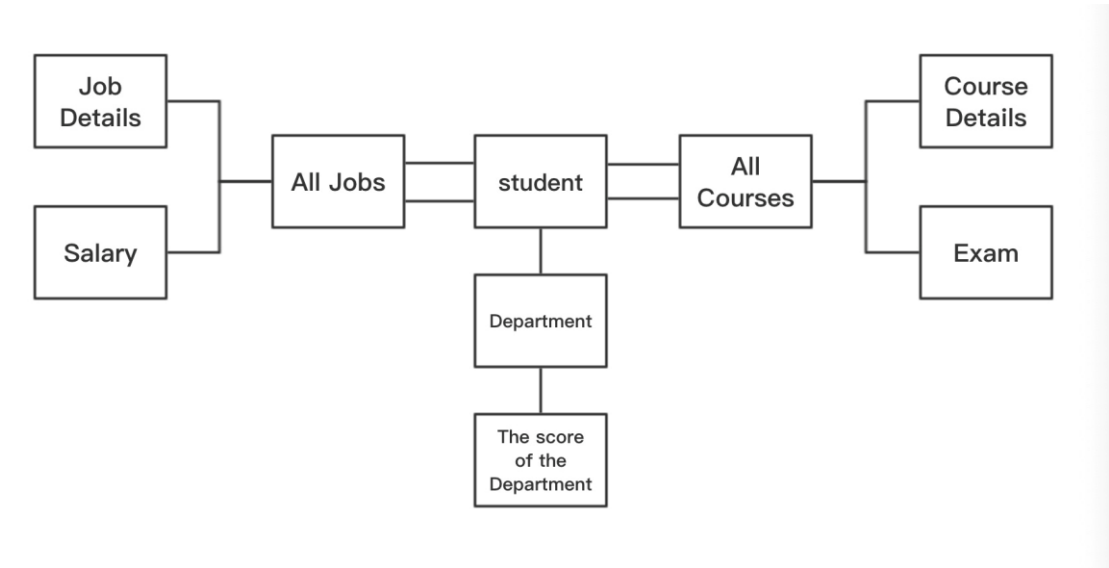 Job
Details
Salary
All Jobs
student
All
Courses
Course
Details
Exam
Department
The score
of the
Department